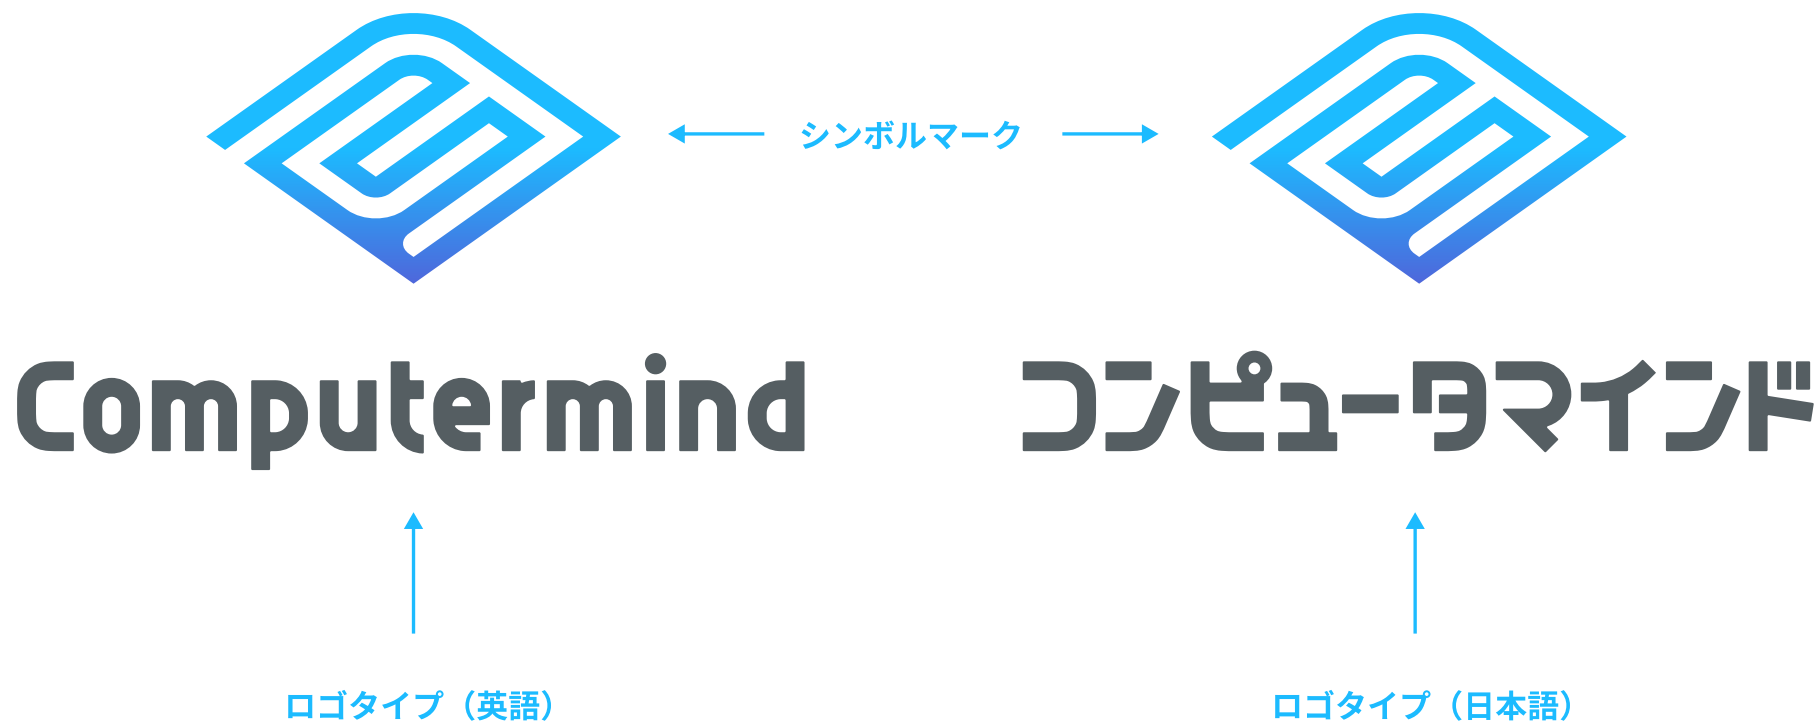 シンボルマーク
Computermind
コンピュータマインド
ロゴタイプ（英語）
ロゴタイプ（日本語）